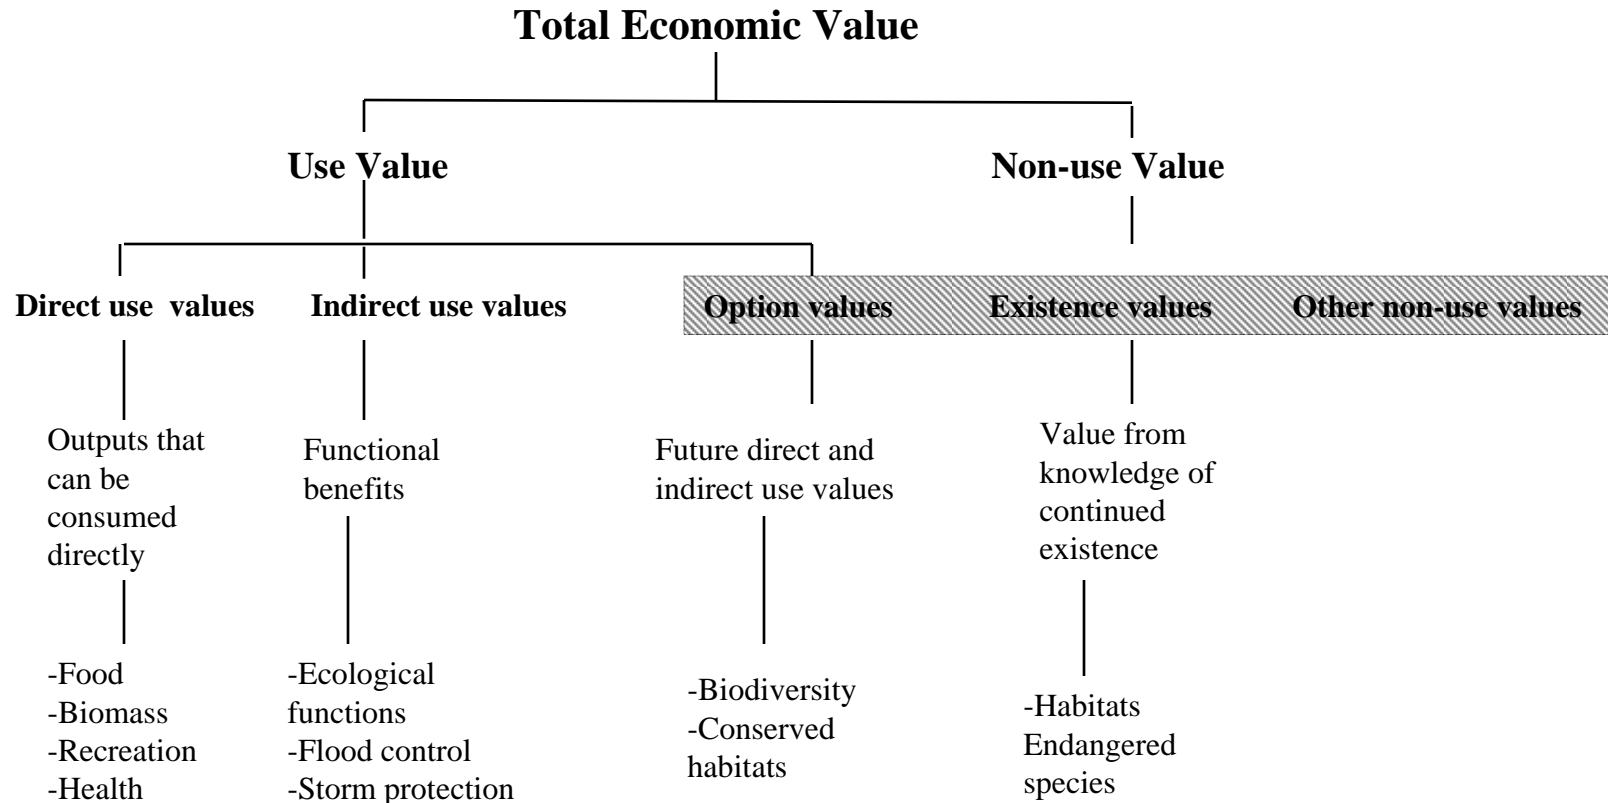 Total Economic Value
Use Value
Non-use Value
Direct use values
Indirect use values
Option values
Existence values
Other non-use values
Outputs that
can be
consumed
directly
Functional
benefits
Future direct and
indirect use values
Value from
knowledge of
continued
existence
-Food
-Biomass
-Recreation
-Health
-Ecological
functions
-Flood control
-Storm protection
-Biodiversity
-Conserved
habitats
-Habitats
Endangered
species